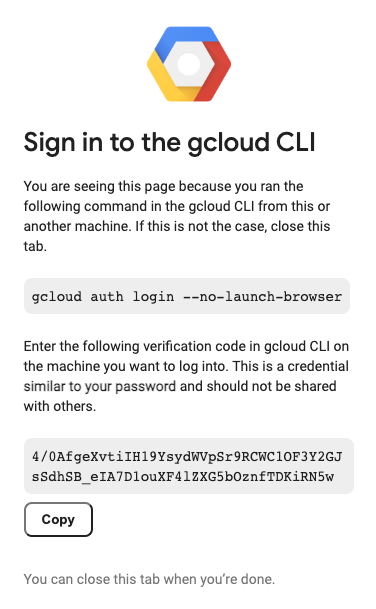 Sign in to the gcloud CLI
You are seeing this page because you ran the
following command in the gcloud CLI from this or
another machine. If this is not the case, close this
tab.
gcloud auth login --no-launch-browser
Enter the following verification code in gcloud CLI on
the machine you want to log into. This is a credential
similar to your password and should not be shared
with others.
4/0AfgeXvtiIH19YsydWVpSr9RCWC1OF3Y2GJ
sSdhSB_eIA7D1ouXF4lZXG5bOznfTDKiRN5w
Copy
You can close this tab when you’re done.